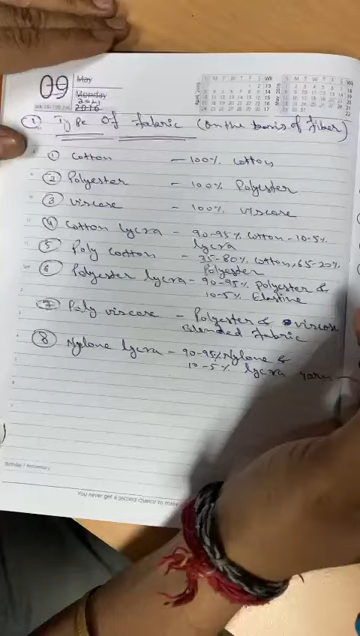 09 May
Monday
① Type Of fabric (On the basis of fiber)
① Cotton — 100% Cotton
② Polyester — 100% Polyester
③ Viscose — 100% Viscose
④ Cotton lycra — 90-95% Cotton - 10-5% lycra
⑤ Poly Cotton — 35-80% Cotton, 65-20% Polyester
⑥ Polyester lycra — 90-95% Polyester & 10-5% Elastine
⑦ Poly viscose — Polyester & viscose Blended Fabric
⑧ Nylone lycra — 90-95% Nylone & 10-5% lycra yarn
You never get a second chance to make